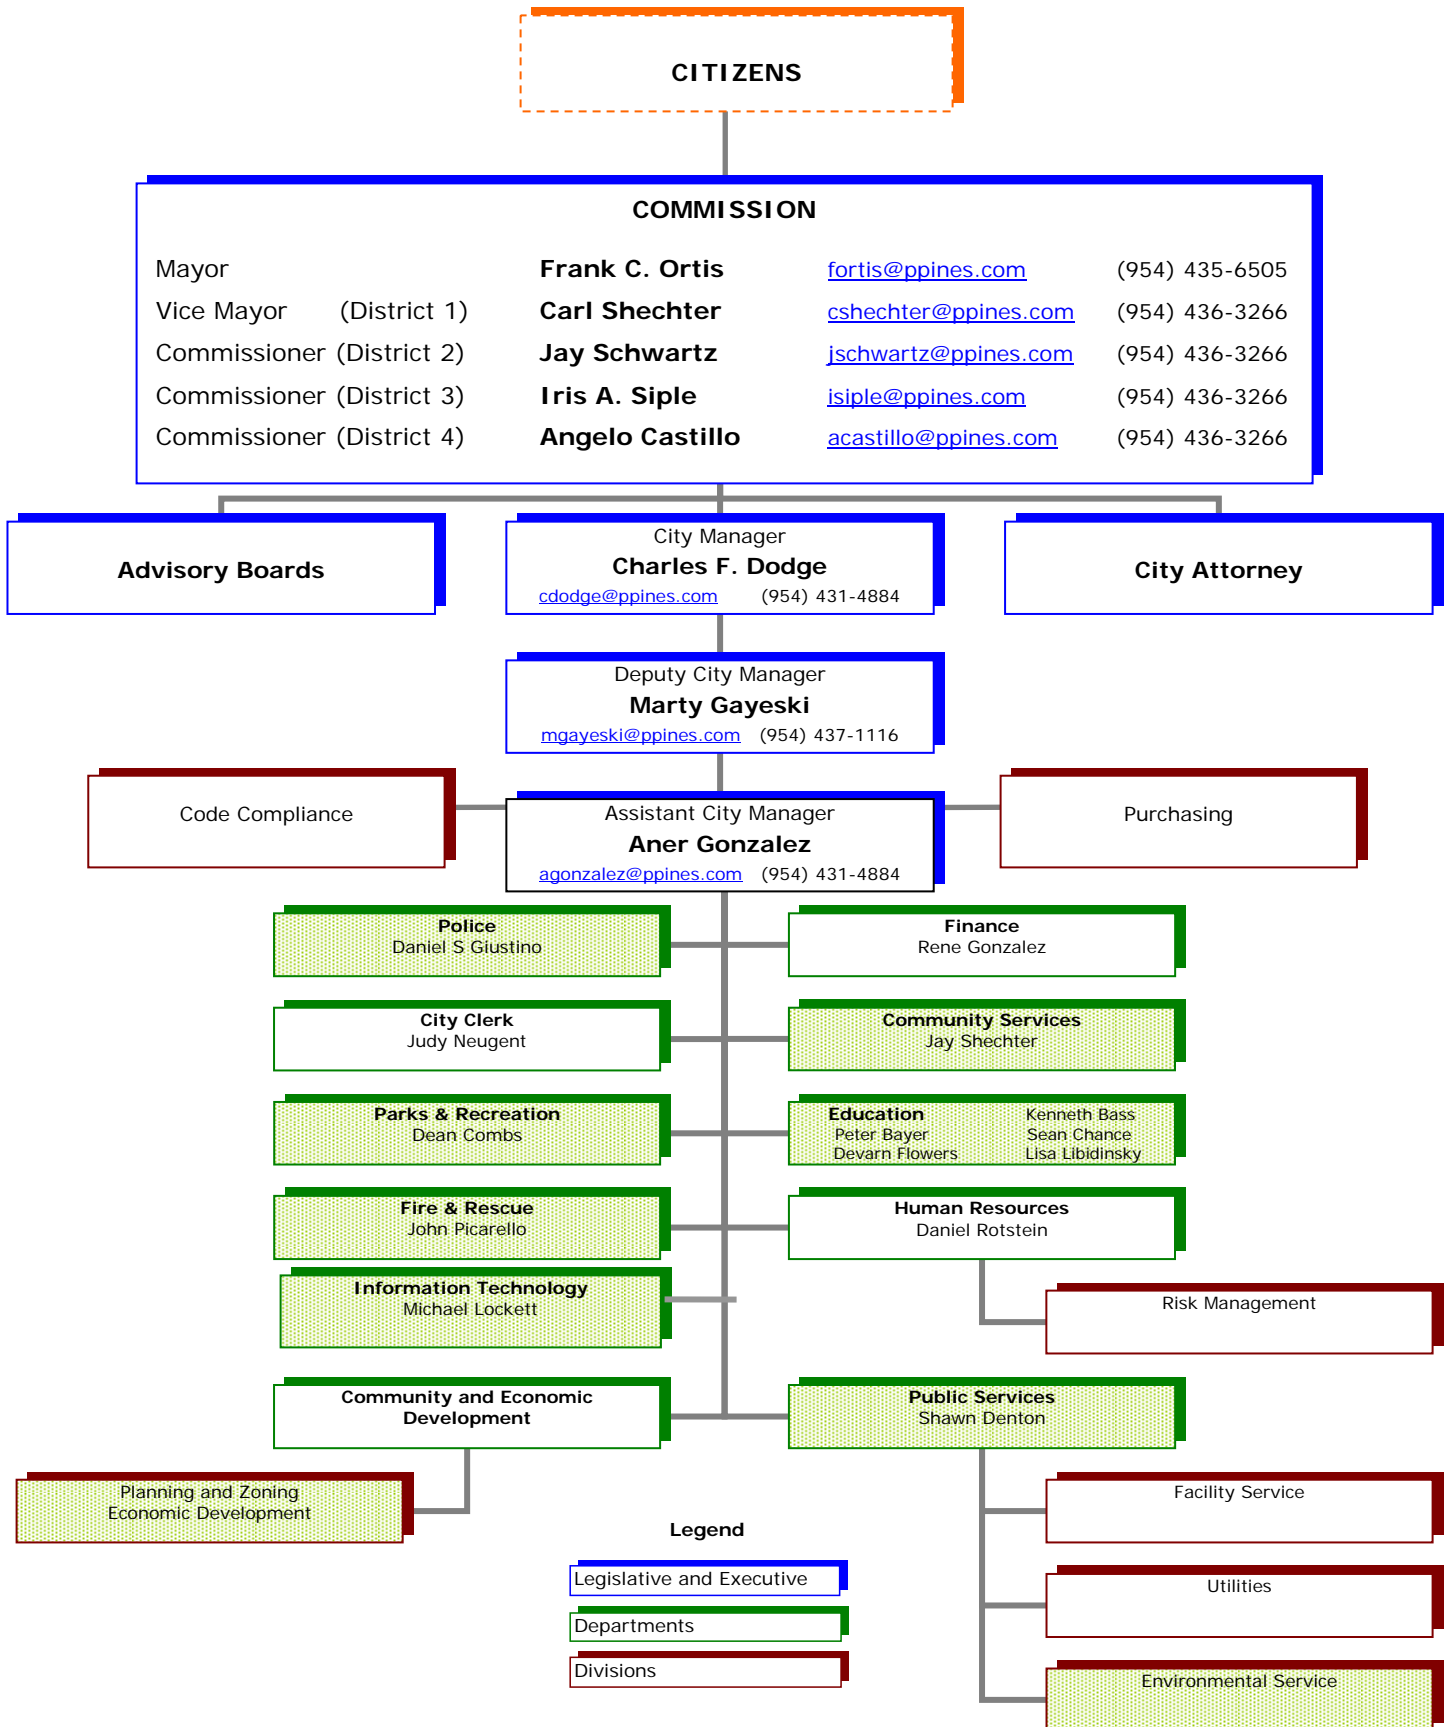 CITIZENS
COMMISSION
Mayor Frank C. Ortis fortis@ppines.com (954) 435-6505
Vice Mayor (District 1) Carl Shechter cshechter@ppines.com (954) 436-3266
Commissioner (District 2) Jay Schwartz jschwartz@ppines.com (954) 436-3266
Commissioner (District 3) Iris A. Siple isiple@ppines.com (954) 436-3266
Commissioner (District 4) Angelo Castillo acastillo@ppines.com (954) 436-3266
Advisory Boards
City Manager
Charles F. Dodge
cdodge@ppines.com (954) 431-4884
City Attorney
Deputy City Manager
Marty Gayeski
mgayeski@ppines.com (954) 437-1116
Code Compliance
Assistant City Manager
Aner Gonzalez
agonzalez@ppines.com (954) 431-4884
Purchasing
Police
Daniel S Giustino
Finance
Rene Gonzalez
City Clerk
Judy Neugent
Community Services
Jay Shechter
Parks & Recreation
Dean Combs
Education Kenneth Bass
Peter Bayer Sean Chance
Devarn Flowers Lisa Libidinsky
Fire & Rescue
John Picarello
Human Resources
Daniel Rotstein
Information Technology
Michael Lockett
Risk Management
Community and Economic
Development
Public Services
Shawn Denton
Planning and Zoning
Economic Development
Facility Service
Utilities
Environmental Service
Legend
Legislative and Executive
Departments
Divisions